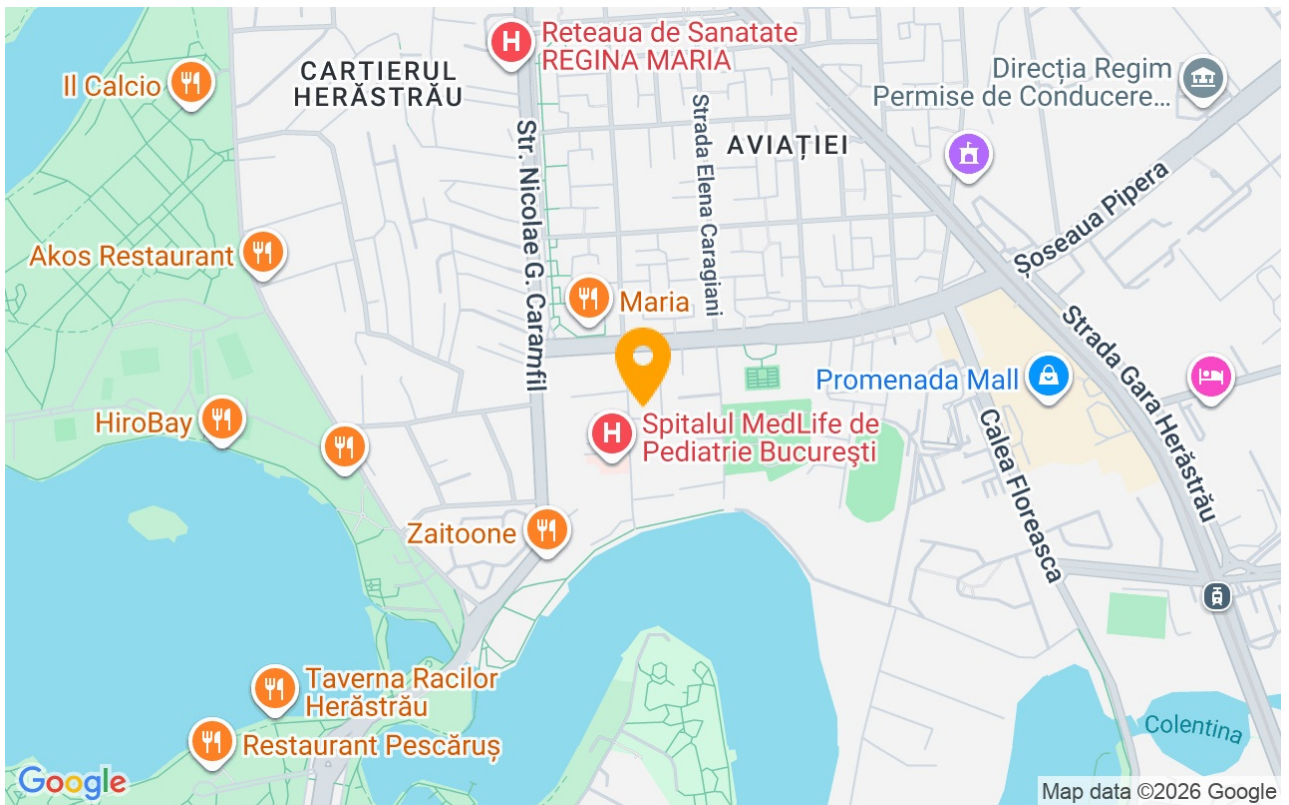 Reteaua de Sanatate
REGINA MARIA
Il Calcio
CARTIERUL
HERĂSTRĂU
Direcția Regim
Permise de Conducere...
Strada Elena Caragiani
AVIAȚIEI
Str. Nicolae G. Caramfil
Șoseaua Pipera
Akos Restaurant
Maria
Strada Gara Herăstrău
Promenada Mall
HiroBay
Spitalul MedLife de
Pediatrie Bucureşti
Calea Floreasca
Zaitoone
Taverna Racilor
Herăstrău
Restaurant Pescăruș
Colentina
Google
Map data ©2026 Google